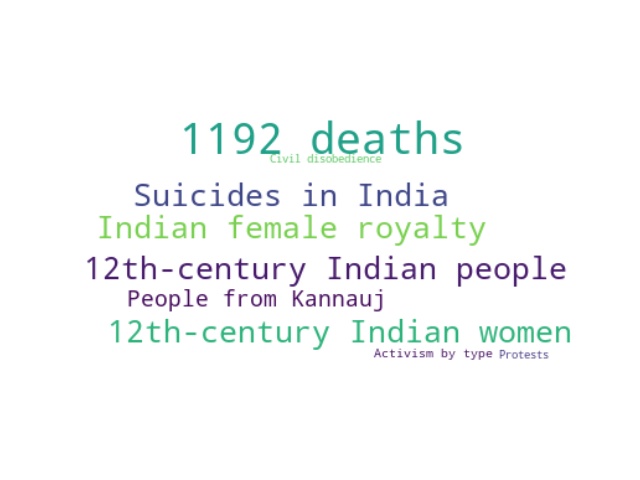 1192 deaths
Civil disobedience
Suicides in India
Indian female royalty
12th-century Indian people
People from Kannauj
12th-century Indian women
Activism by type Protests